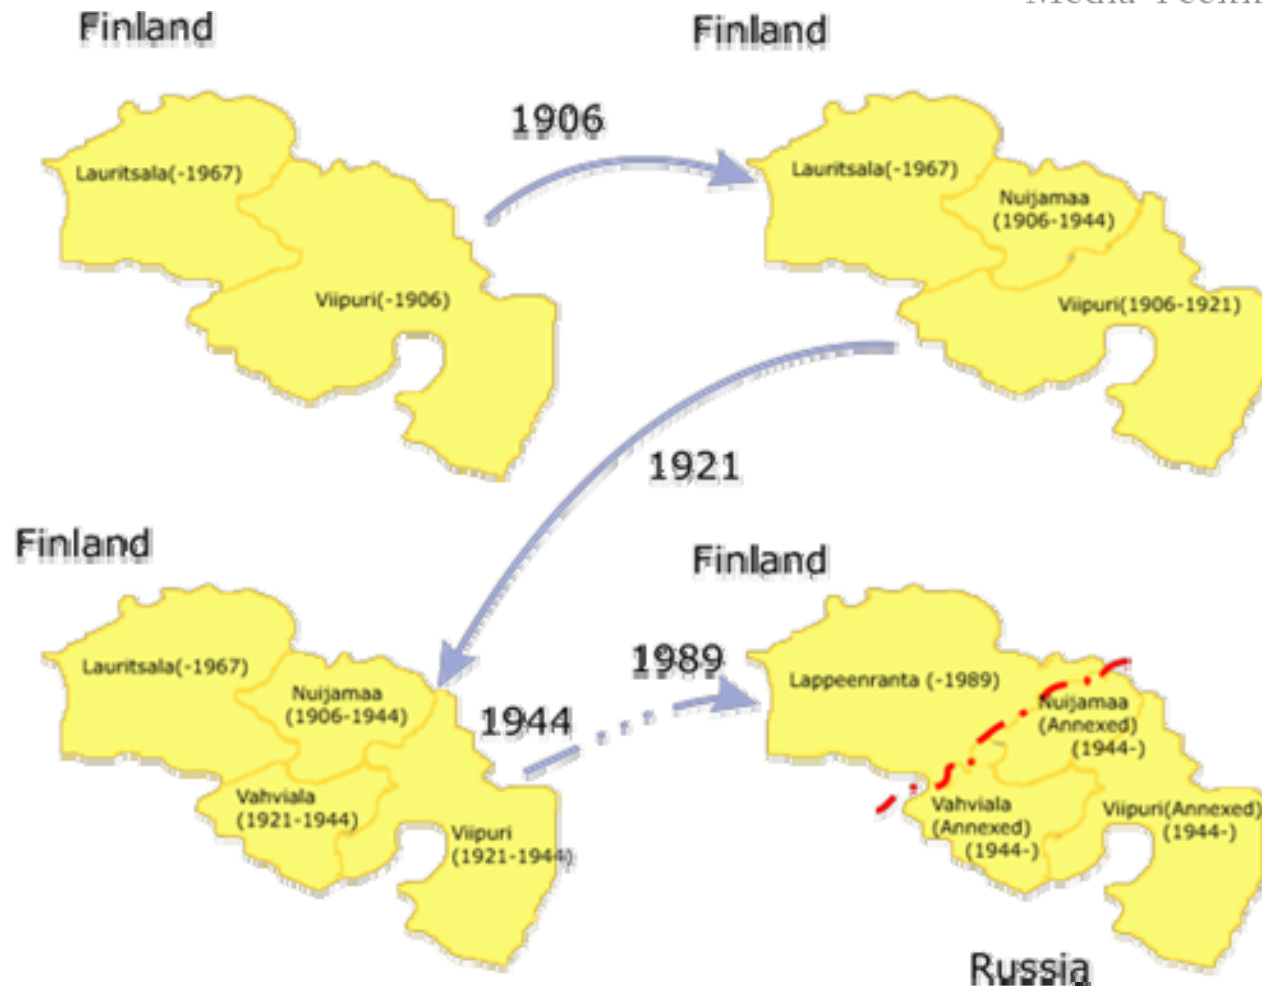 Finland
Finland
1906
Lauritsala(-1967)
Viipuri(-1906)
Lauritsala(-1967)
Nuijamaa
(1906-1944)
Viipuri(1906-1921)
1921
Finland
Lauritsala(-1967)
Nuijamaa
(1906-1944)
Vahviala
(1921-1944)
Viipuri
(1921-1944)
1944
1989
Finland
Lappeenranta (-1989)
Nuijamaa
(Annexed)
(1944-)
Vahviala
(Annexed)
(1944-)
Viipuri(Annexed)
(1944-)
Russia